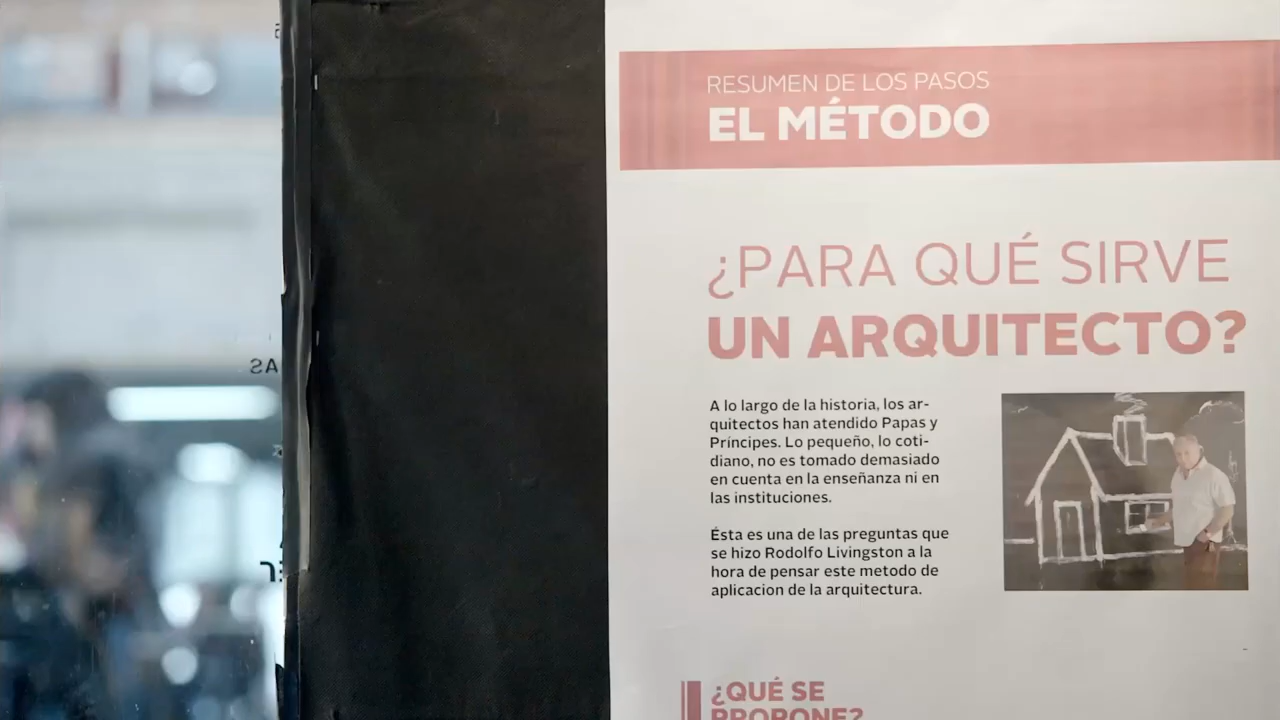 RESUMEN DE LOS PASOS
EL MÉTODO
¿PARA QUÉ SIRVE
UN ARQUITECTO?
A lo largo de la historia, los ar-
quitectos han atendido Papas y
Príncipes. Lo pequeño, lo coti-
diano, no es tomado demasiado
en cuenta en la enseñanza ni en
las instituciones.
Ésta es una de las preguntas que
se hizo Rodolfo Livingston a la
hora de pensar este metodo de
aplicacion de la arquitectura.
¿QUÉ SE
PROPONE?
AS